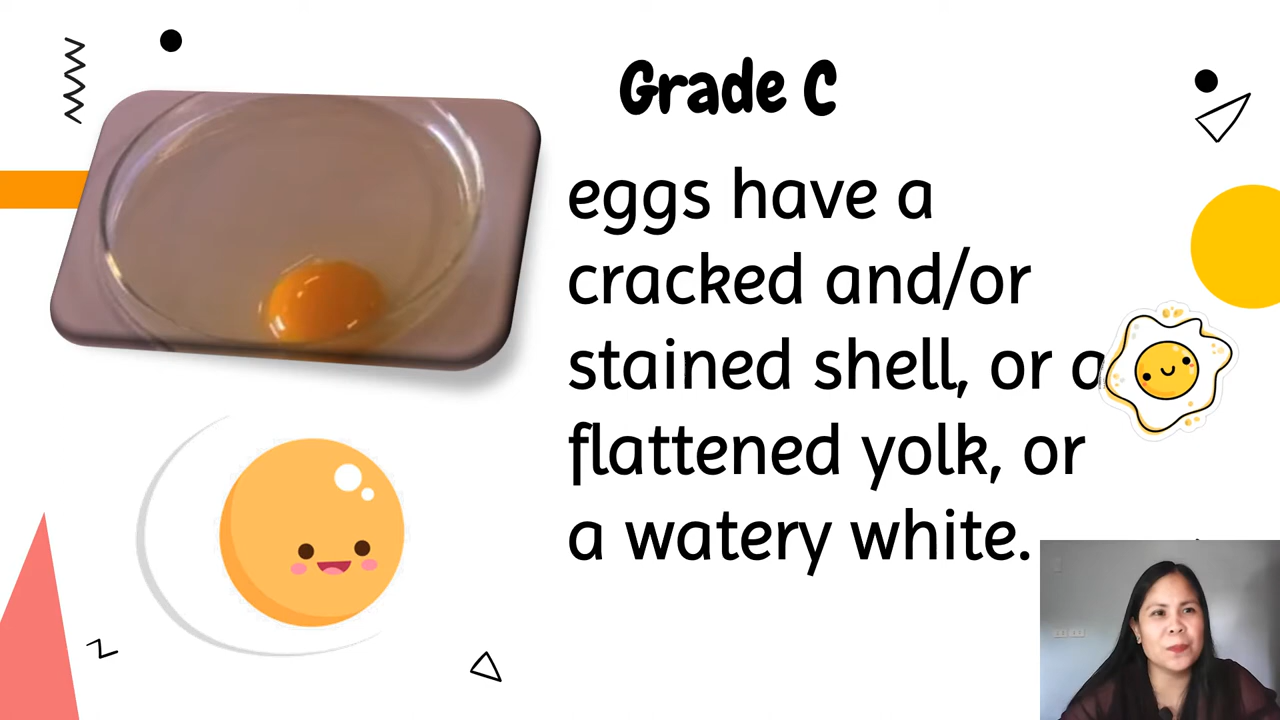 Grade C
eggs have a
cracked and/or
stained shell, or a
flattened yolk, or
a watery white.